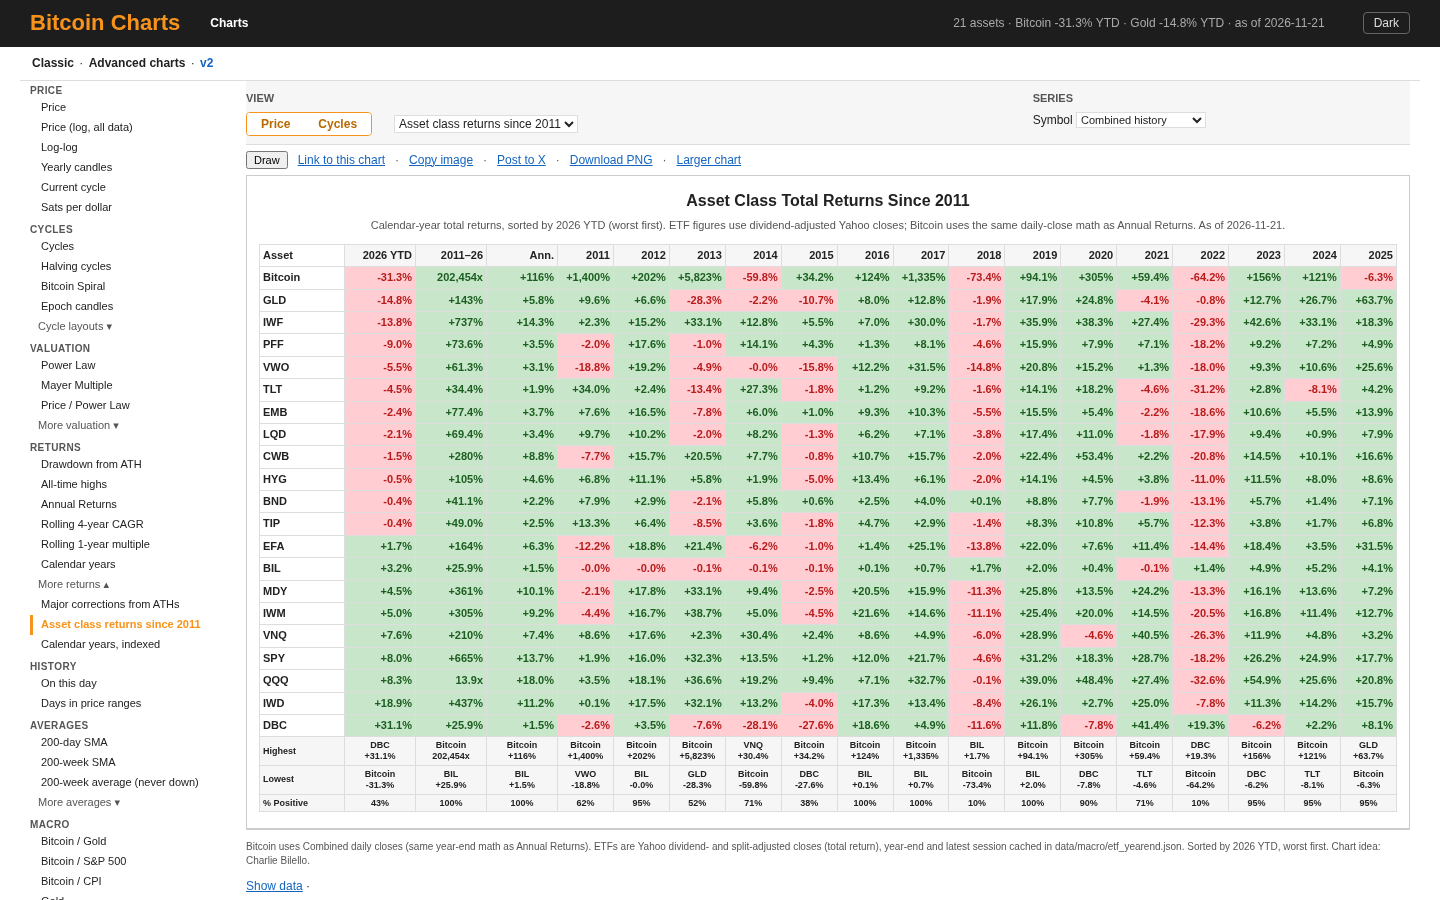 Bitcoin Charts
Charts
21 assets · Bitcoin -31.3% YTD · Gold -14.8% YTD · as of 2026-11-21
Dark
Classic · Advanced charts · v2
PRICE
Price
Price (log, all data)
Log-log
Yearly candles
Current cycle
Sats per dollar
CYCLES
Cycles
Halving cycles
Bitcoin Spiral
Epoch candles
Cycle layouts ▾
VALUATION
Power Law
Mayer Multiple
Price / Power Law
More valuation ▾
RETURNS
Drawdown from ATH
All-time highs
Annual Returns
Rolling 4-year CAGR
Rolling 1-year multiple
Calendar years
More returns ▴
Major corrections from ATHs
Asset class returns since 2011
Calendar years, indexed
HISTORY
On this day
Days in price ranges
AVERAGES
200-day SMA
200-week SMA
200-week average (never down)
More averages ▾
MACRO
Bitcoin / Gold
Bitcoin / S&P 500
Bitcoin / CPI
Gold
VIEW
Price Cycles Asset class returns since 2011
SERIES
Symbol Combined history
Draw Link to this chart · Copy image · Post to X · Download PNG · Larger chart
Asset Class Total Returns Since 2011
Calendar-year total returns, sorted by 2026 YTD (worst first). ETF figures use dividend-adjusted Yahoo closes; Bitcoin uses the same daily-close math as Annual Returns. As of 2026-11-21.
Asset 2026 YTD 2011–26 Ann. 2011 2012 2013 2014 2015 2016 2017 2018 2019 2020 2021 2022 2023 2024 2025
Bitcoin -31.3% 202,454x +116% +1,400% +202% +5,823% -59.8% +34.2% +124% +1,335% -73.4% +94.1% +305% +59.4% -64.2% +156% +121% -6.3%
GLD -14.8% +143% +5.8% +9.6% +6.6% -28.3% -2.2% -10.7% +8.0% +12.8% -1.9% +17.9% +24.8% -4.1% -0.8% +12.7% +26.7% +63.7%
IWF -13.8% +737% +14.3% +2.3% +15.2% +33.1% +12.8% +5.5% +7.0% +30.0% -1.7% +35.9% +38.3% +27.4% -29.3% +42.6% +33.1% +18.3%
PFF -9.0% +73.6% +3.5% -2.0% +17.6% -1.0% +14.1% +4.3% +1.3% +8.1% -4.6% +15.9% +7.9% +7.1% -18.2% +9.2% +7.2% +4.9%
VWO -5.5% +61.3% +3.1% -18.8% +19.2% -4.9% -0.0% -15.8% +12.2% +31.5% -14.8% +20.8% +15.2% +1.3% -18.0% +9.3% +10.6% +25.6%
TLT -4.5% +34.4% +1.9% +34.0% +2.4% -13.4% +27.3% -1.8% +1.2% +9.2% -1.6% +14.1% +18.2% -4.6% -31.2% +2.8% -8.1% +4.2%
EMB -2.4% +77.4% +3.7% +7.6% +16.5% -7.8% +6.0% +1.0% +9.3% +10.3% -5.5% +15.5% +5.4% -2.2% -18.6% +10.6% +5.5% +13.9%
LQD -2.1% +69.4% +3.4% +9.7% +10.2% -2.0% +8.2% -1.3% +6.2% +7.1% -3.8% +17.4% +11.0% -1.8% -17.9% +9.4% +0.9% +7.9%
CWB -1.5% +280% +8.8% -7.7% +15.7% +20.5% +7.7% -0.8% +10.7% +15.7% -2.0% +22.4% +53.4% +2.2% -20.8% +14.5% +10.1% +16.6%
HYG -0.5% +105% +4.6% +6.8% +11.1% +5.8% +1.9% -5.0% +13.4% +6.1% -2.0% +14.1% +4.5% +3.8% -11.0% +11.5% +8.0% +8.6%
BND -0.4% +41.1% +2.2% +7.9% +2.9% -2.1% +5.8% +0.6% +2.5% +4.0% +0.1% +8.8% +7.7% -1.9% -13.1% +5.7% +1.4% +7.1%
TIP -0.4% +49.0% +2.5% +13.3% +6.4% -8.5% +3.6% -1.8% +4.7% +2.9% -1.4% +8.3% +10.8% +5.7% -12.3% +3.8% +1.7% +6.8%
EFA +1.7% +164% +6.3% -12.2% +18.8% +21.4% -6.2% -1.0% +1.4% +25.1% -13.8% +22.0% +7.6% +11.4% -14.4% +18.4% +3.5% +31.5%
BIL +3.2% +25.9% +1.5% -0.0% -0.0% -0.1% -0.1% -0.1% +0.1% +0.7% +1.7% +2.0% +0.4% -0.1% +1.4% +4.9% +5.2% +4.1%
MDY +4.5% +361% +10.1% -2.1% +17.8% +33.1% +9.4% -2.5% +20.5% +15.9% -11.3% +25.8% +13.5% +24.2% -13.3% +16.1% +13.6% +7.2%
IWM +5.0% +305% +9.2% -4.4% +16.7% +38.7% +5.0% -4.5% +21.6% +14.6% -11.1% +25.4% +20.0% +14.5% -20.5% +16.8% +11.4% +12.7%
VNQ +7.6% +210% +7.4% +8.6% +17.6% +2.3% +30.4% +2.4% +8.6% +4.9% -6.0% +28.9% -4.6% +40.5% -26.3% +11.9% +4.8% +3.2%
SPY +8.0% +665% +13.7% +1.9% +16.0% +32.3% +13.5% +1.2% +12.0% +21.7% -4.6% +31.2% +18.3% +28.7% -18.2% +26.2% +24.9% +17.7%
QQQ +8.3% 13.9x +18.0% +3.5% +18.1% +36.6% +19.2% +9.4% +7.1% +32.7% -0.1% +39.0% +48.4% +27.4% -32.6% +54.9% +25.6% +20.8%
IWD +18.9% +437% +11.2% +0.1% +17.5% +32.1% +13.2% -4.0% +17.3% +13.4% -8.4% +26.1% +2.7% +25.0% -7.8% +11.3% +14.2% +15.7%
DBC +31.1% +25.9% +1.5% -2.6% +3.5% -7.6% -28.1% -27.6% +18.6% +4.9% -11.6% +11.8% -7.8% +41.4% +19.3% -6.2% +2.2% +8.1%
Highest DBC Bitcoin Bitcoin Bitcoin Bitcoin Bitcoin VNQ Bitcoin Bitcoin Bitcoin BIL Bitcoin Bitcoin Bitcoin DBC Bitcoin Bitcoin GLD
+31.1% 202,454x +116% +1,400% +202% +5,823% +30.4% +34.2% +124% +1,335% +1.7% +94.1% +305% +59.4% +19.3% +156% +121% +63.7%
Lowest Bitcoin BIL BIL VWO BIL GLD Bitcoin DBC BIL BIL Bitcoin BIL DBC TLT Bitcoin DBC TLT Bitcoin
-31.3% +25.9% +1.5% -18.8% -0.0% -28.3% -59.8% -27.6% +0.1% +0.7% -73.4% +2.0% -7.8% -4.6% -64.2% -6.2% -8.1% -6.3%
% Positive 43% 100% 100% 62% 95% 52% 71% 38% 100% 100% 10% 100% 90% 71% 10% 95% 95% 95%
Bitcoin uses Combined daily closes (same year-end math as Annual Returns). ETFs are Yahoo dividend- and split-adjusted closes (total return), year-end and latest session cached in data/macro/etf_yearend.json. Sorted by 2026 YTD, worst first. Chart idea:
Charlie Bilello.
Show data ·